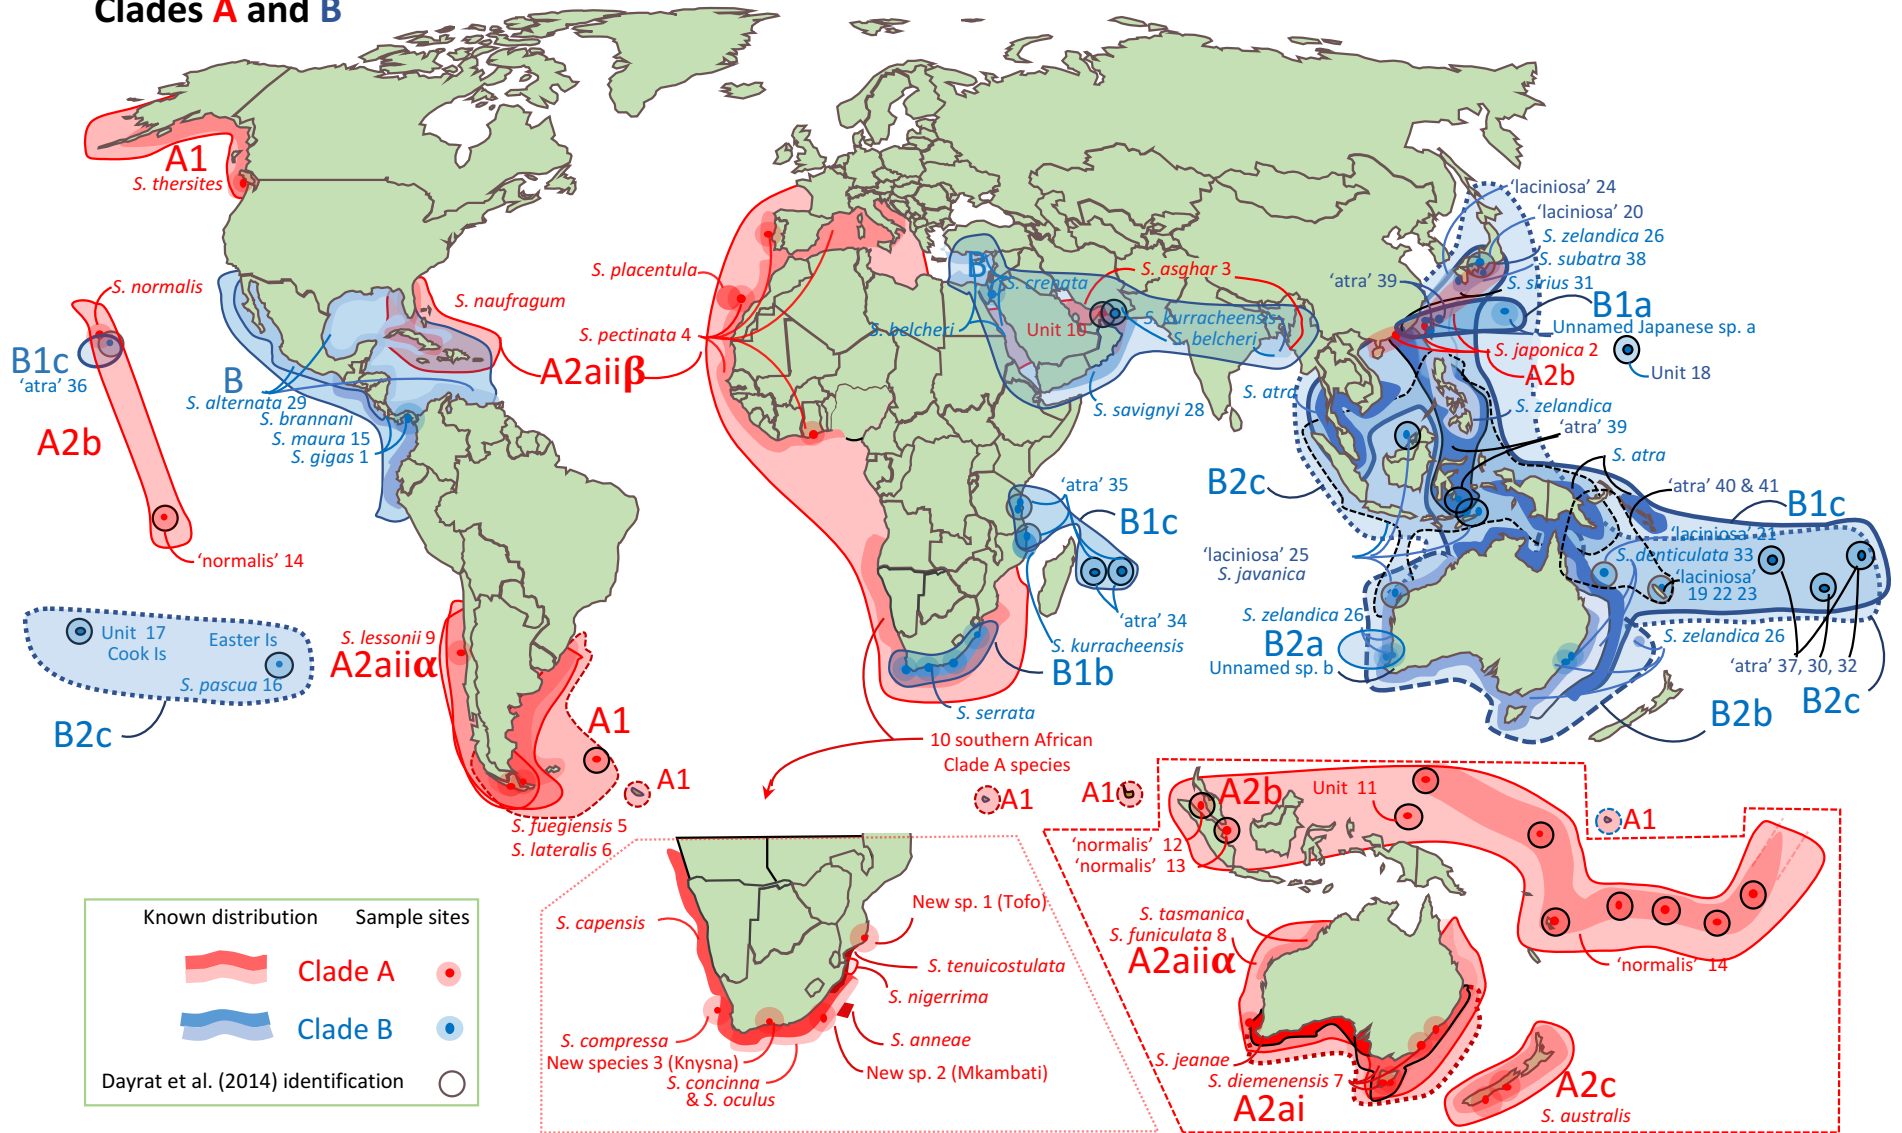 Clades A and B
A1
S. thersites
S. normalis
B1c
'atra' 36
A2b
'normalis' 14
B
S. alternata 29
S. brannani
S. maura 15
S. gigas 1
S. naufragum
A2aiiβ
S. placentula
S. pectinata 4
Unit 17
Cook Is
Easter Is
S. pascua 16
B2c
S. lessonii 9
A2aiiα
A1
A1
S. fuegiensis 5
S. lateralis 6
B
S. crenata
S. belcheri
Unit 10
S. asghar 3
S. kurracheensis
S. belcheri
S. savignyi 28
S. atra
'atra' 35
B1c
'atra' 34
S. kurracheensis
B1b
S. serrata
10 southern African
Clade A species
A1
A1
'laciniosa' 24
'laciniosa' 20
S. zelandica 26
S. subatra 38
S. sirius 31
'atra' 39
B1a
Unnamed Japanese sp. a
S. japonica 2
A2b
Unit 18
S. zelandica
'atra' 39
S. atra
B2c
'atra' 40 & 41
B1c
'laciniosa' 21
S. denticulata 33
'laciniosa'
19 22 23
'laciniosa' 25
S. javanica
S. zelandica 26
B2a
Unnamed sp. b
S. zelandica 26
'atra' 37, 30, 32
B2b
B2c
A2b
Unit 11
A1
'normalis' 12
'normalis' 13
'normalis' 14
S. tasmanica
S. funiculata 8
A2aiiα
S. jeanae
S. diemenensis 7
A2ai
A2c
S. australis
S. capensis
New sp. 1 (Tofo)
S. tenuicostulata
S. nigerrima
S. compressa
S. anneae
New species 3 (Knysna)
New sp. 2 (Mkambati)
S. concinna
& S. oculus
Known distribution
Sample sites
Clade A
Clade B
Dayrat et al. (2014) identification